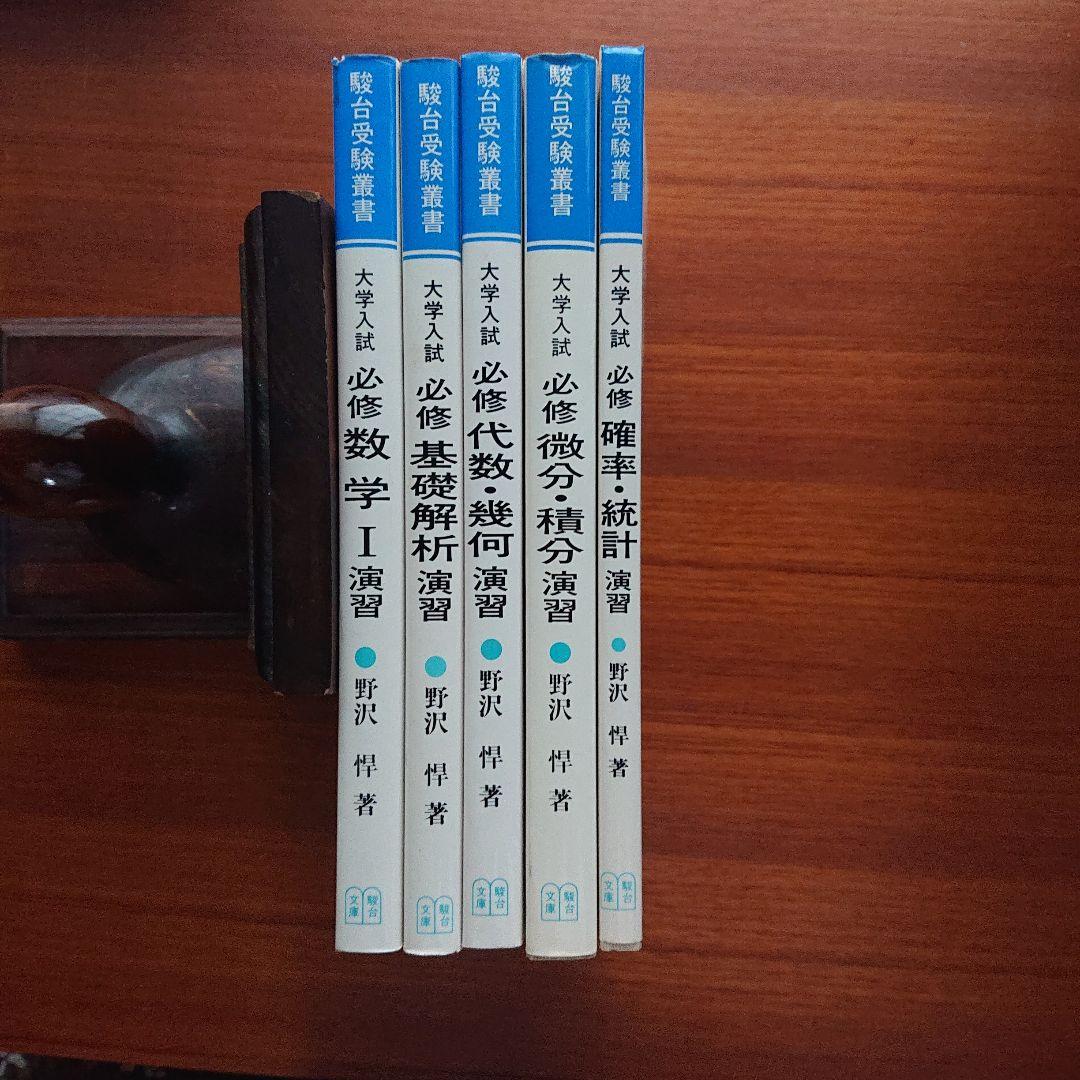 駿台受験叢書
大学入試
必修 数学Ⅰ 演習
野沢 悍 著
駿台文庫
駿台受験叢書
大学入試
必修 基礎解析 演習
野沢 悍 著
駿台文庫
駿台受験叢書
大学入試
必修 代数・幾何 演習
野沢 悍 著
駿台文庫
駿台受験叢書
大学入試
必修 微分・積分 演習
野沢 悍 著
駿台文庫
駿台受験叢書
大学入試
必修 確率・統計 演習
野沢 悍 著
駿台文庫